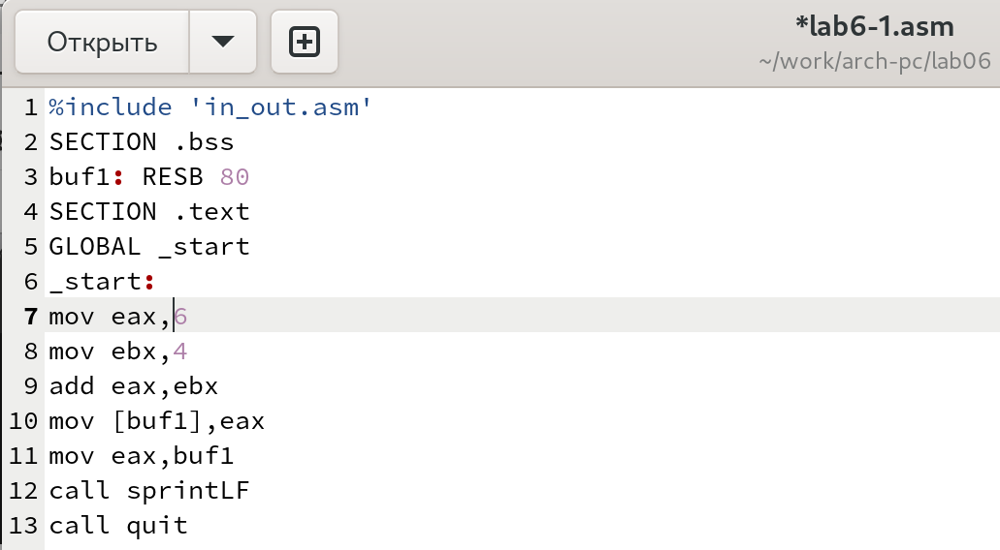 Открыть
*lab6-1.asm
~/work/arch-pc/lab06
1 %include 'in_out.asm'
2 SECTION .bss
3 buf1: RESB 80
4 SECTION .text
5 GLOBAL _start
6 _start:
7 mov eax,6
8 mov ebx,4
9 add eax,ebx
10 mov [buf1],eax
11 mov eax,buf1
12 call sprintLF
13 call quit